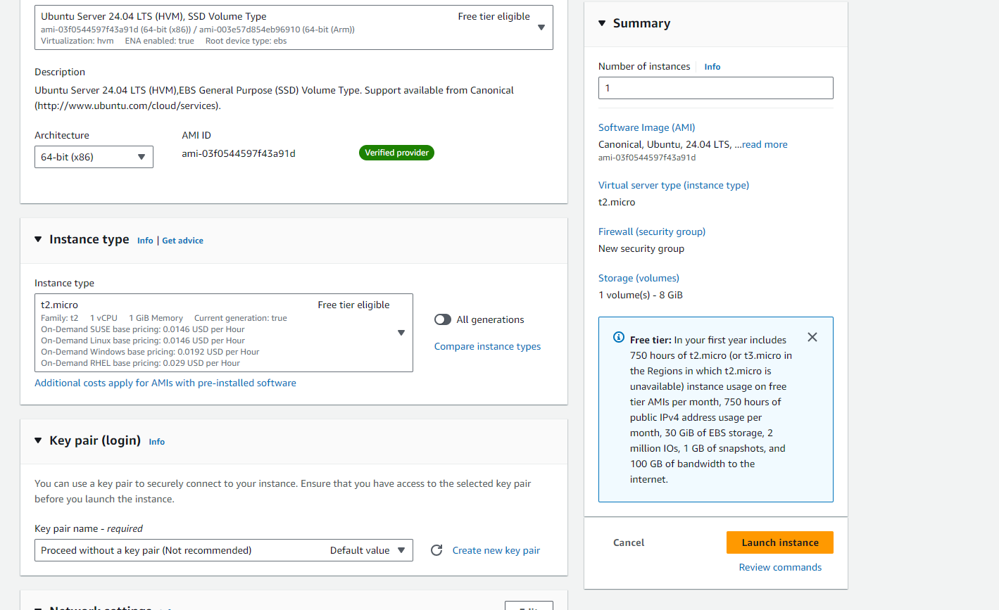 Ubuntu Server 24.04 LTS (HVM), SSD Volume Type Free tier eligible
ami-03f0544597f43a91d (64-bit (x86)) / ami-003e57d854eb96910 (64-bit (Arm))
Virtualization: hvm ENA enabled: true Root device type: ebs
Description
Ubuntu Server 24.04 LTS (HVM),EBS General Purpose (SSD) Volume Type. Support available from Canonical
(http://www.ubuntu.com/cloud/services).
Architecture AMI ID
64-bit (x86) ami-03f0544597f43a91d Verified provider
Instance type Info | Get advice
Instance type
t2.micro Free tier eligible
Family: t2 1 vCPU 1 GiB Memory Current generation: true
On-Demand SUSE base pricing: 0.0146 USD per Hour
On-Demand Linux base pricing: 0.0146 USD per Hour
On-Demand Windows base pricing: 0.0192 USD per Hour
On-Demand RHEL base pricing: 0.029 USD per Hour
All generations
Compare instance types
Additional costs apply for AMIs with pre-installed software
Key pair (login) Info
You can use a key pair to securely connect to your instance. Ensure that you have access to the selected key pair
before you launch the instance.
Key pair name - required
Proceed without a key pair (Not recommended) Default value Create new key pair
Network settings
Summary
Number of instances Info
1
Software Image (AMI)
Canonical, Ubuntu, 24.04 LTS, ...read more
ami-03f0544597f43a91d
Virtual server type (instance type)
t2.micro
Firewall (security group)
New security group
Storage (volumes)
1 volume(s) - 8 GiB
Free tier: In your first year includes
750 hours of t2.micro (or t3.micro in
the Regions in which t2.micro is
unavailable) instance usage on free
tier AMIs per month, 750 hours of
public IPv4 address usage per
month, 30 GiB of EBS storage, 2
million IOs, 1 GB of snapshots, and
100 GB of bandwidth to the
internet.
Cancel Launch instance
Review commands